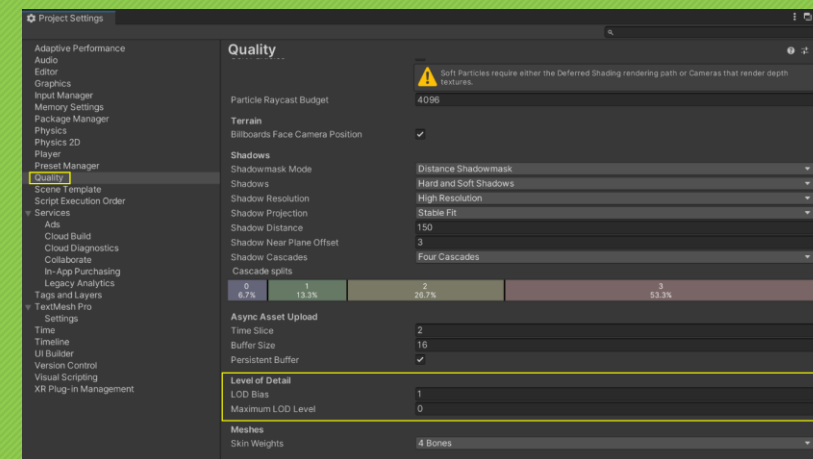 Project Settings
Adaptive Performance
Audio
Editor
Graphics
Input Manager
Memory Settings
Package Manager
Physics
Physics 2D
Player
Preset Manager
Quality
Scene Template
Script Execution Order
Services
Ads
Cloud Build
Cloud Diagnostics
Collaborate
In-App Purchasing
Legacy Analytics
Tags and Layers
TextMesh Pro
Settings
Time
Timeline
UI Builder
Version Control
Visual Scripting
XR Plug-in Management
Quality
Soft Particles require either the Deferred Shading rendering path or Cameras that render depth
textures.
Particle Raycast Budget 4096
Terrain
Billboards Face Camera Position
Shadows
Shadowmask Mode Distance Shadowmask
Shadows Hard and Soft Shadows
Shadow Resolution High Resolution
Shadow Projection Stable Fit
Shadow Distance 150
Shadow Near Plane Offset 3
Shadow Cascades Four Cascades
Cascade splits
0 1 2 3
6.7% 13.3% 26.7% 53.3%
Async Asset Upload
Time Slice 2
Buffer Size 16
Persistent Buffer
Level of Detail
LOD Bias 1
Maximum LOD Level 0
Meshes
Skin Weights 4 Bones